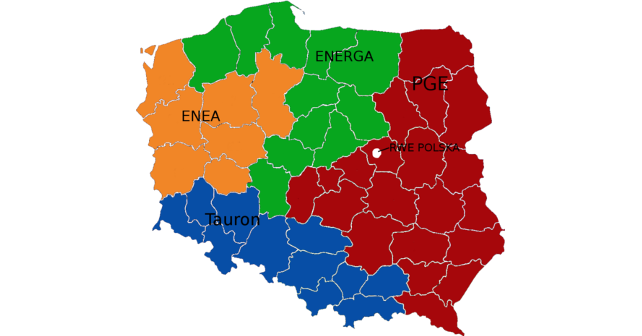 ENERGA
PGE
ENEA
RWE POLSKA
Tauron